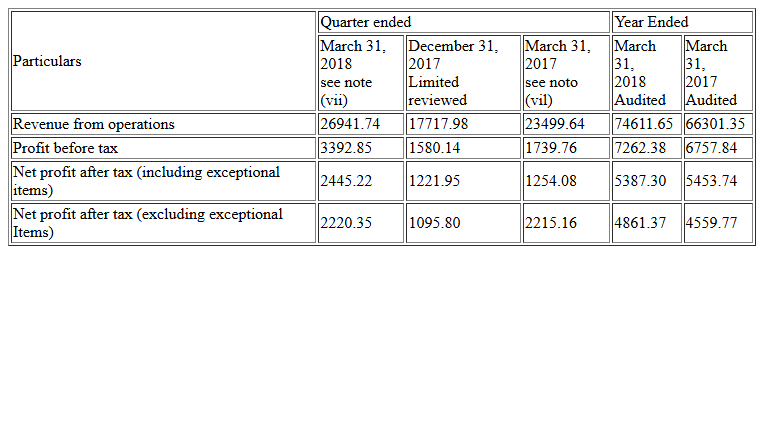 Particulars
Quarter ended
Year Ended
March 31,
2018
see note
(vii)
December 31,
2017
Limited
reviewed
March 31,
2017
see noto
(vil)
March
31,
2018
Audited
March
31,
2017
Audited
Revenue from operations 26941.74 17717.98 23499.64 74611.65 66301.35
Profit before tax 3392.85 1580.14 1739.76 7262.38 6757.84
Net profit after tax (including exceptional
items) 2445.22 1221.95 1254.08 5387.30 5453.74
Net profit after tax (excluding exceptional
Items) 2220.35 1095.80 2215.16 4861.37 4559.77